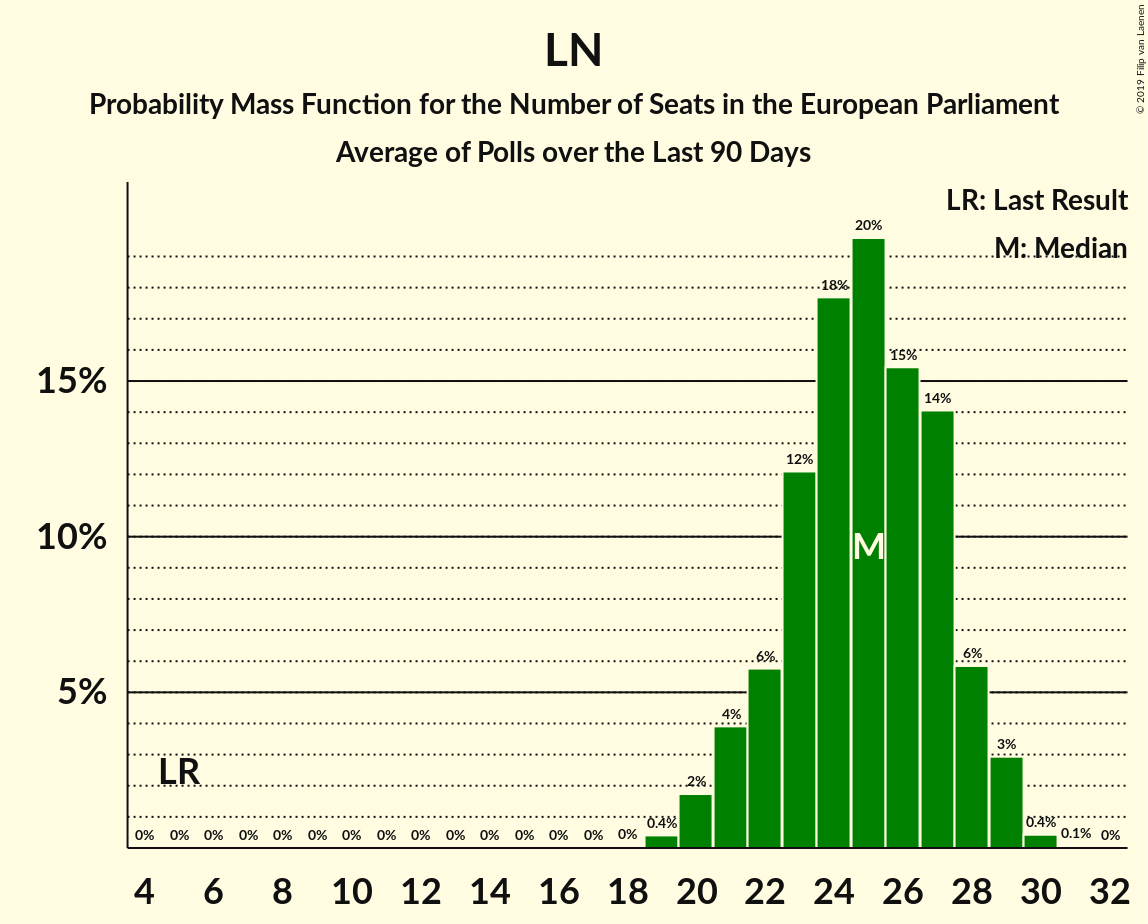 LN
Probability Mass Function for the Number of Seats in the European Parliament
Average of Polls over the Last 90 Days
© 2019 Filip van Laenen
LR: Last Result
M: Median
15%
10%
5%
LR
M
0% 0% 0% 0% 0% 0% 0% 0% 0% 0% 0% 0% 0% 0% 0% 0.4% 2% 4% 6% 12% 18% 20% 15% 14% 6% 3% 0.4% 0.1% 0%
4 6 8 10 12 14 16 18 20 22 24 26 28 30 32